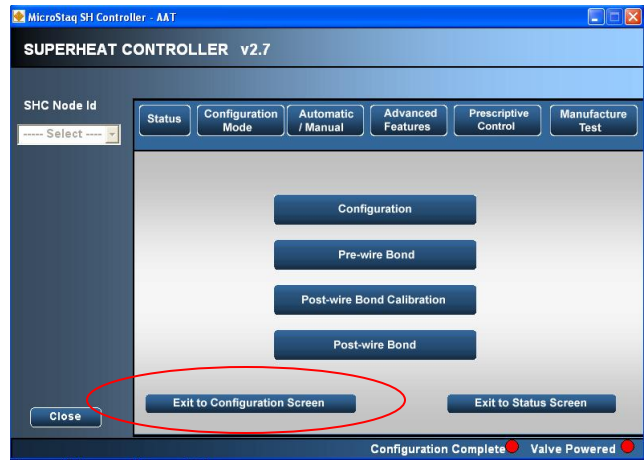 MicroStaq SH Controller - AAT
SUPERHEAT CONTROLLER v2.7
SHC Node Id
----- Select ----
Status
Configuration
Mode
Automatic
/ Manual
Advanced
Features
Prescriptive
Control
Manufacture
Test
Configuration
Pre-wire Bond
Post-wire Bond Calibration
Post-wire Bond
Exit to Configuration Screen
Exit to Status Screen
Close
Configuration Complete
Valve Powered